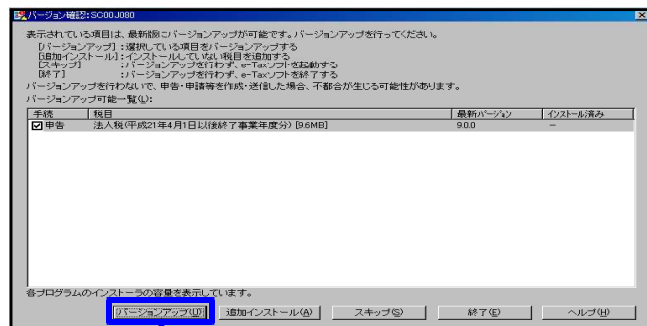 バージョン確認:SC00J080
表示されている項目は、最新版にバージョンアップが可能です。バージョンアップを行ってください。
[バージョンアップ]:選択している項目をバージョンアップする
[追加インストール]:インストールしていない税目を追加する
[スキップ]:バージョンアップを行わず、e-Taxソフトを起動する
[終了]:バージョンアップを行わず、e-Taxソフトを終了する
バージョンアップを行わないで、申告・申請等を作成・送信した場合、不都合が生じる可能性があります。
バージョンアップ可能一覧(L):
手続 税目 最新バージョン インストール済み
申告 法人税(平成21年4月1日以後終了事業年度分) [9.6MB] 9.0.0 -
各プログラムのインストーラの容量を表示しています。
バージョンアップ(U) 追加インストール(A) スキップ(S) 終了(E) ヘルプ(H)